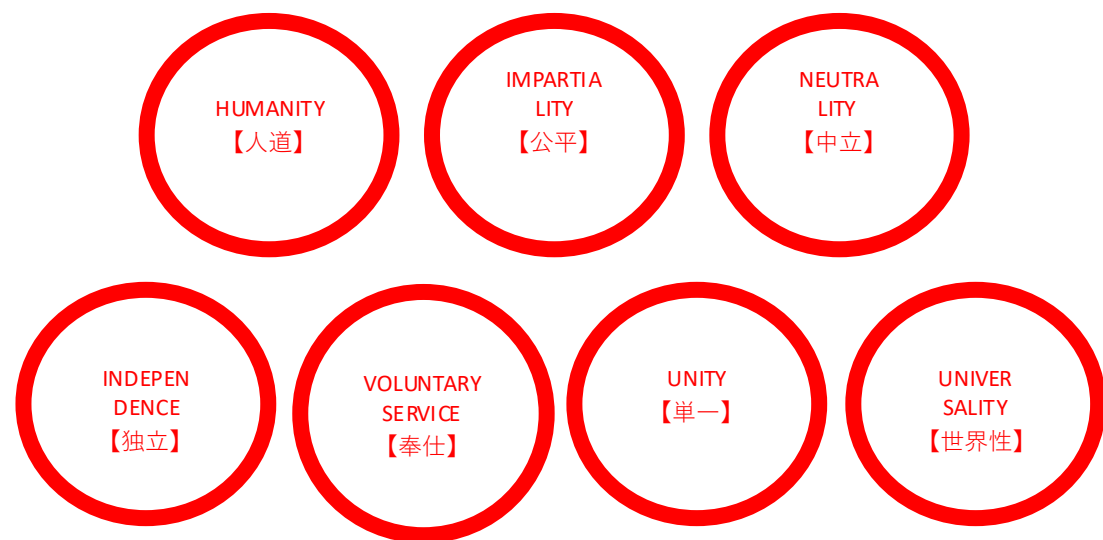 HUMANITY
【人道】
IMPARTIA
LITY
【公平】
NEUTRA
LITY
【中立】
INDEPEN
DENCE
【独立】
VOLUNTARY
SERVICE
【奉仕】
UNITY
【単一】
UNIVER
SALITY
【世界性】